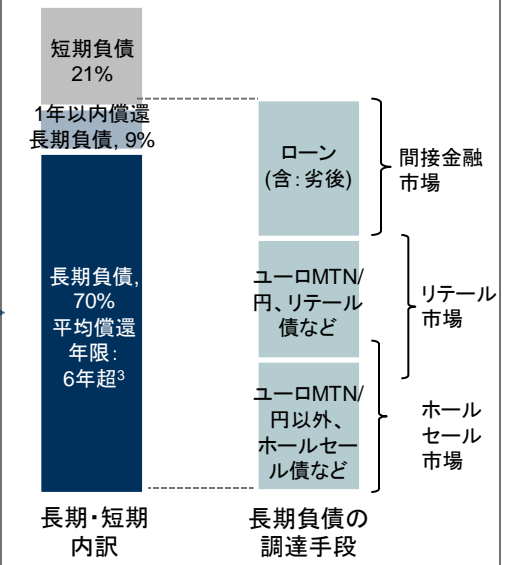 短期負債
21%
1年以内償還
長期負債, 9%
長期負債,
70%
平均償還
年限:
6年超3
長期・短期
内訳
ローン
(含:劣後)
ユーロMTN/
円、リテール
債など
ユーロMTN/
円以外、
ホールセー
ル債など
長期負債の
調達手段
間接金融
市場
リテール
市場
ホール
セール
市場